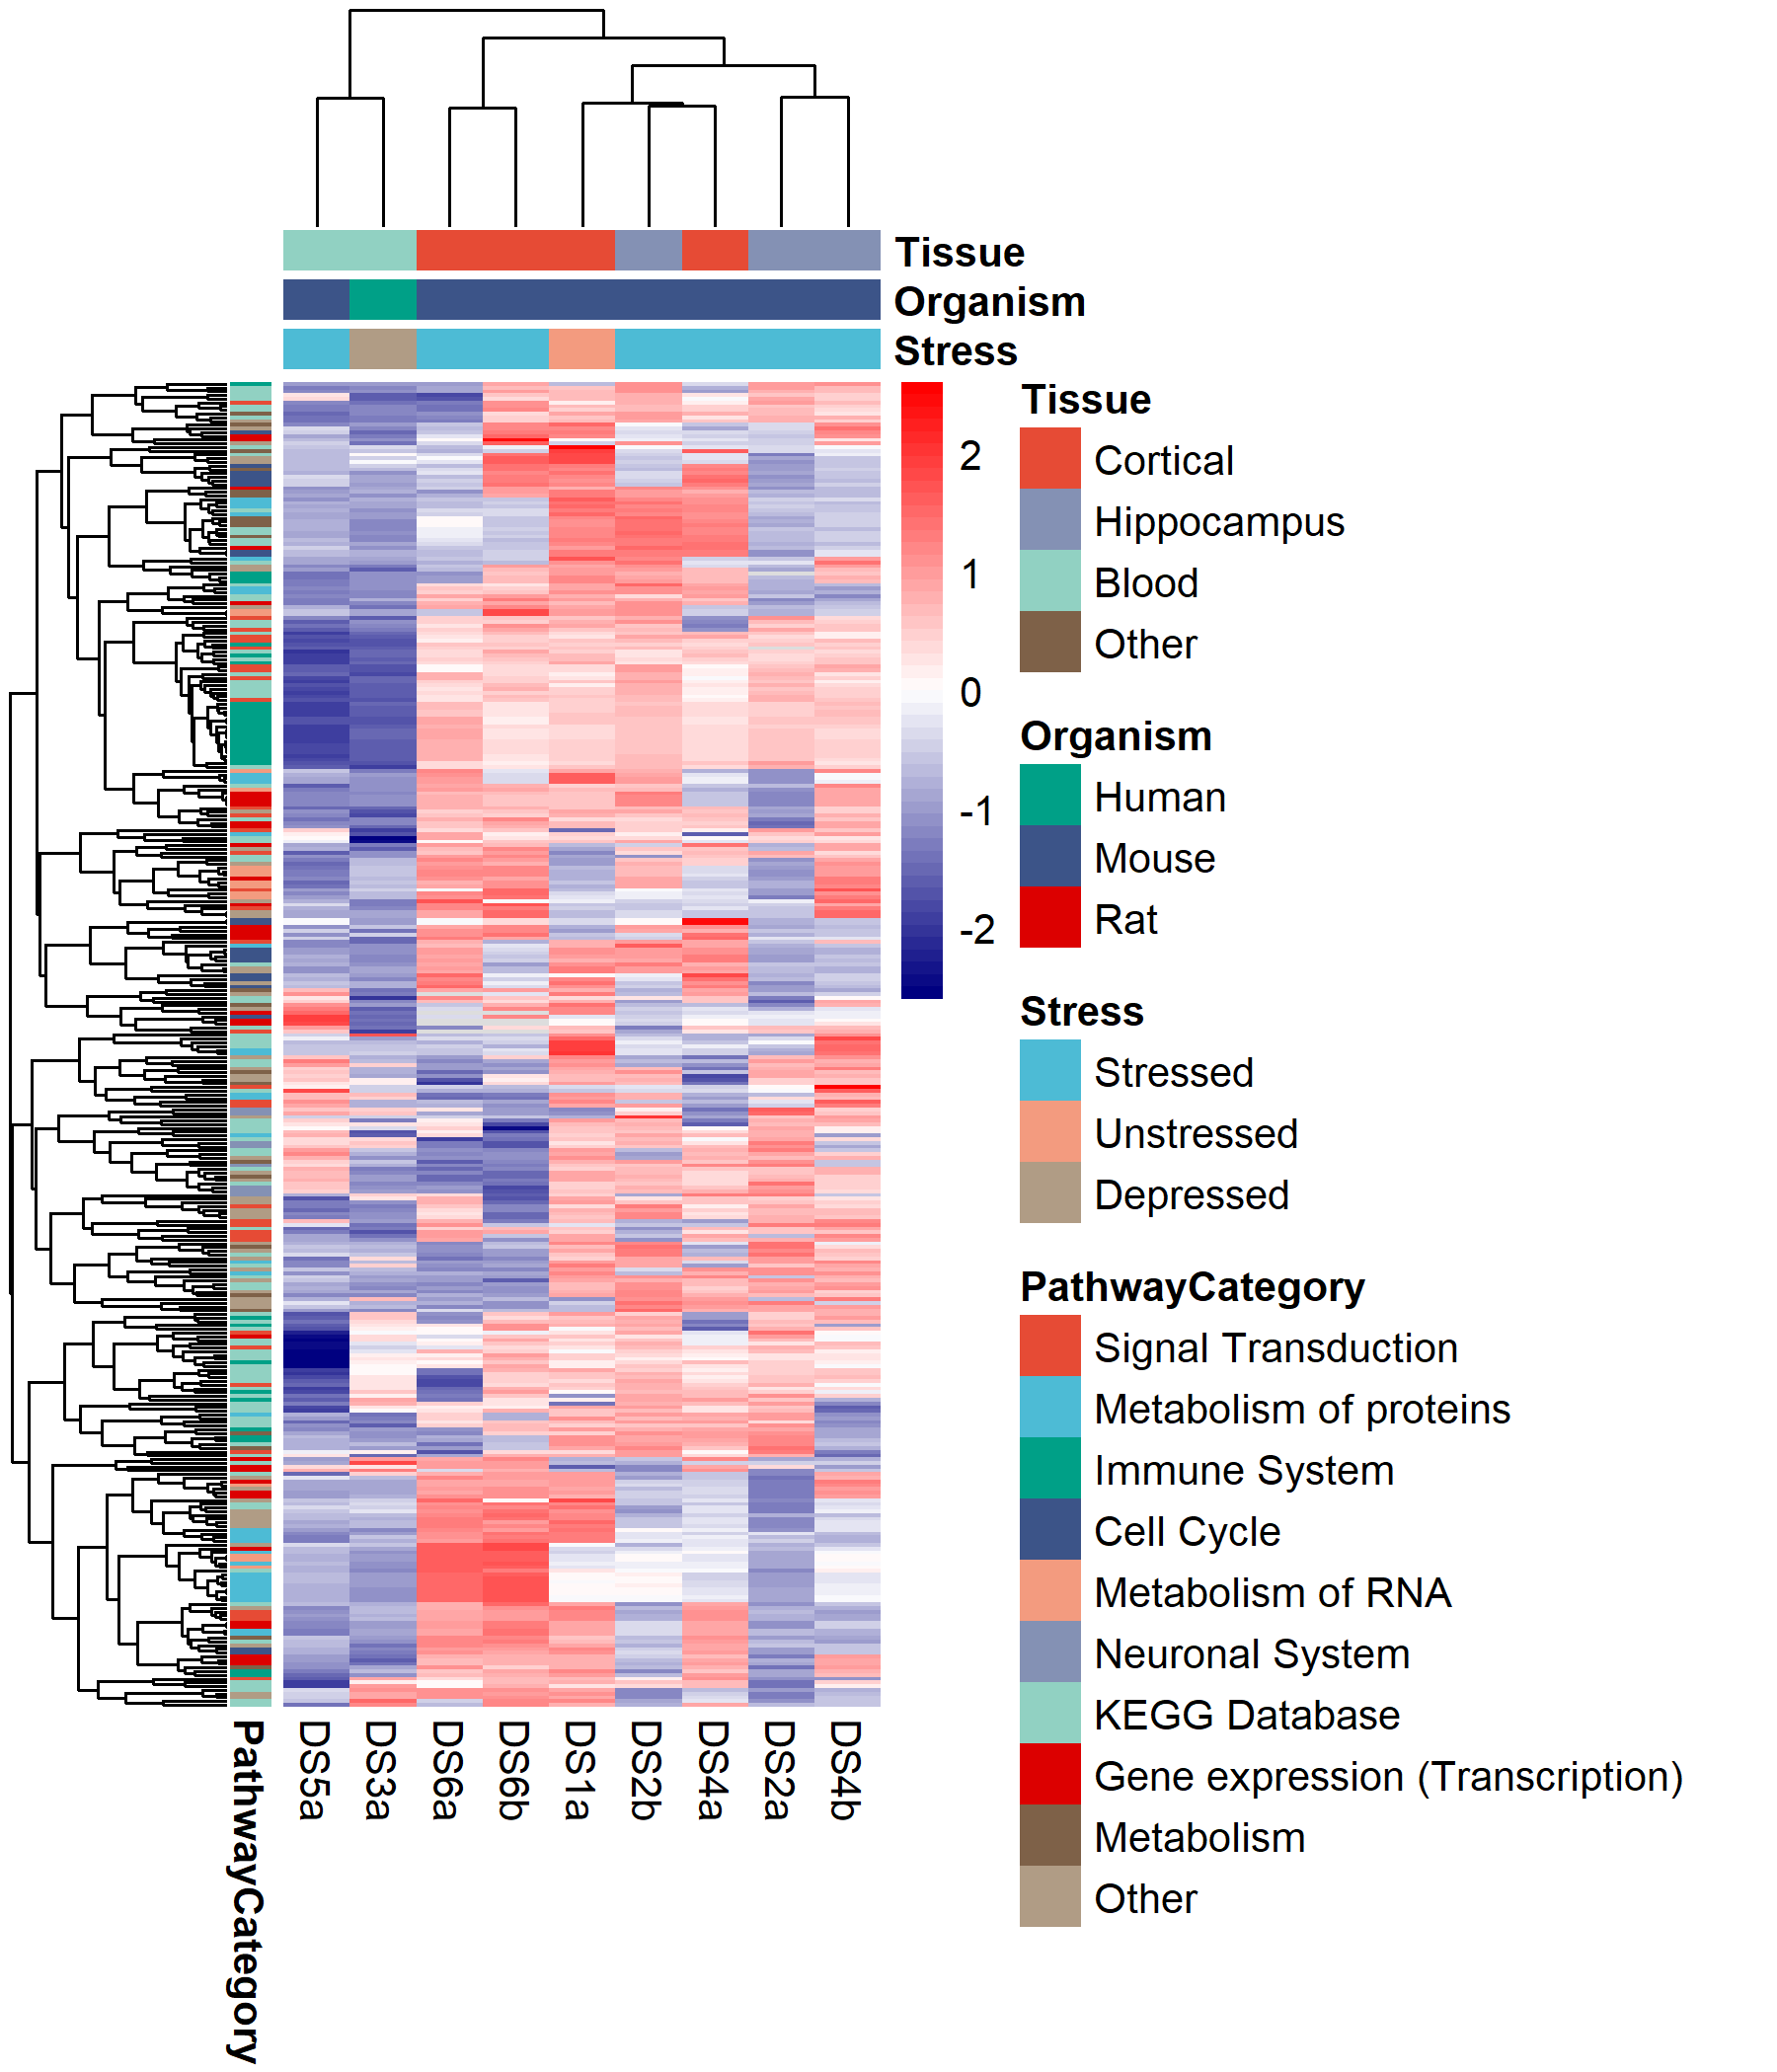 Tissue
Organism
Stress
2
1
0
-1
-2
Tissue
Cortical
Hippocampus
Blood
Other
Organism
Human
Mouse
Rat
Stress
Stressed
Unstressed
Depressed
PathwayCategory
Signal Transduction
Metabolism of proteins
Immune System
Cell Cycle
Metabolism of RNA
Neuronal System
KEGG Database
Gene expression (Transcription)
Metabolism
Other
PathwayCategory
DS5a
DS3a
DS6a
DS6b
DS1a
DS2b
DS4a
DS2a
DS4b